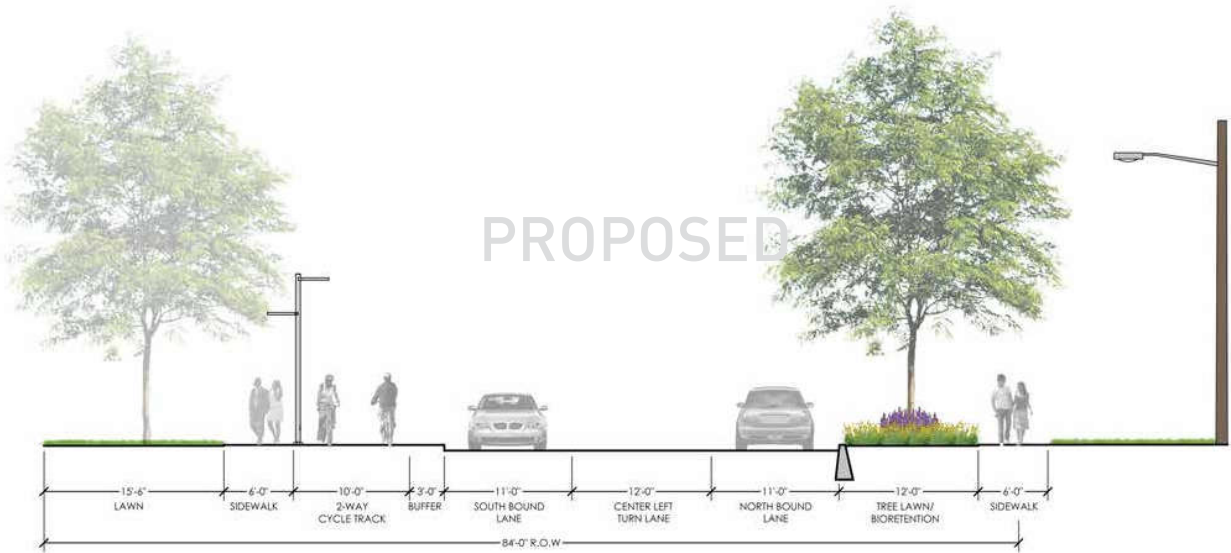 PROPOSED
15'-6"
LAWN
6'-0"
SIDEWALK
10'-0"
2-WAY
CYCLE TRACK
3'-0"
BUFFER
11'-0"
SOUTH BOUND
LANE
12'-0"
CENTER LEFT
TURN LANE
11'-0"
NORTH BOUND
LANE
12'-0"
TREE LAWN/
BIORETENTION
6'-0"
SIDEWALK
84'-0" R.O.W